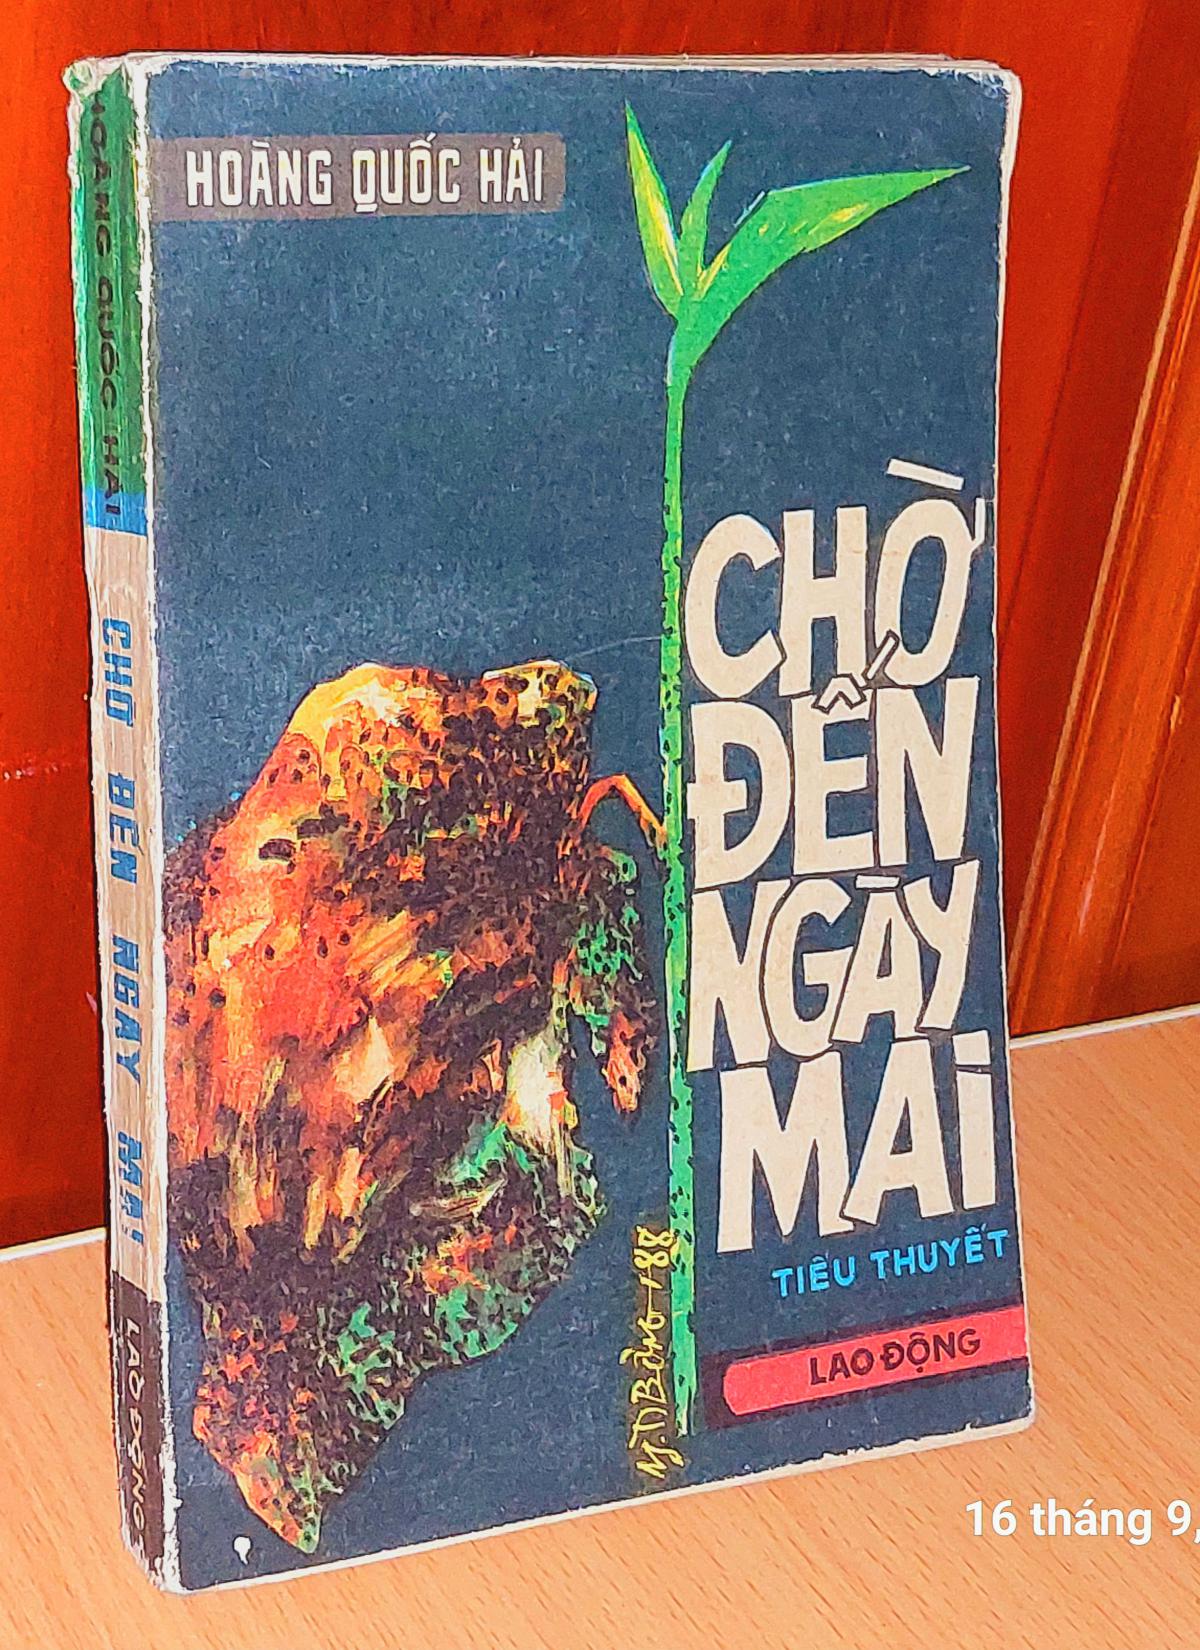 HOÀNG QUỐC HẢI
CHỜ
ĐẾN
NGÀY
MAI
TIỂU THUYẾT
LAO ĐỘNG
HOÀNG QUỐC HẢI
CHỜ ĐẾN NGÀY MAI
LAO ĐỘNG
88
16 tháng 9,